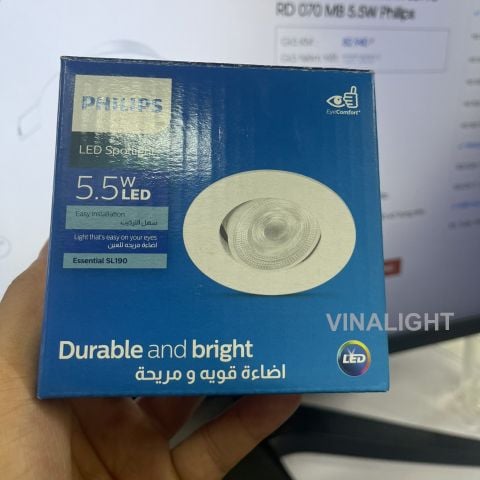 RD 070 MB 5.5W Philips
PHILIPS
EyeComfort
LED Spotlight
5.5W
LED
Easy installation
سهل التركيب
Light that's easy on your eyes
اضاءة مريحه للعين
Essential SL190
VINALIGHT
Durable and bright
اضاءة قويه و مريحة
LED